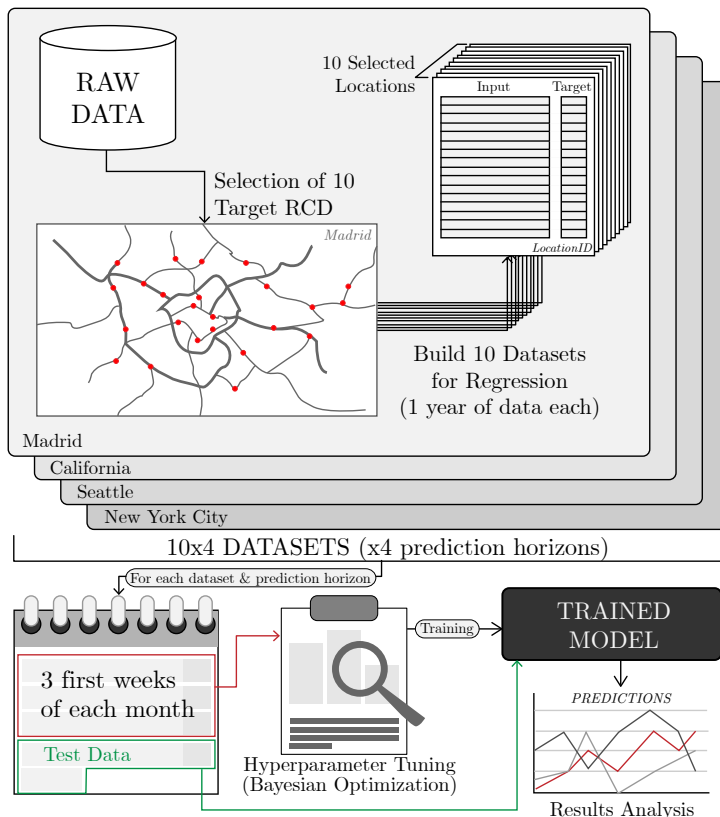 RAW
DATA
10 Selected
Locations
Input
Target
LocationID
Selection of 10
Target RCD
Madrid
Build 10 Datasets
for Regression
(1 year of data each)
Madrid
California
Seattle
New York City
10x4 DATASETS (x4 prediction horizons)
For each dataset & prediction horizon
3 first weeks
of each month
Test Data
Training
TRAINED
MODEL
Hyperparameter Tuning
(Bayesian Optimization)
PREDICTIONS
Results Analysis